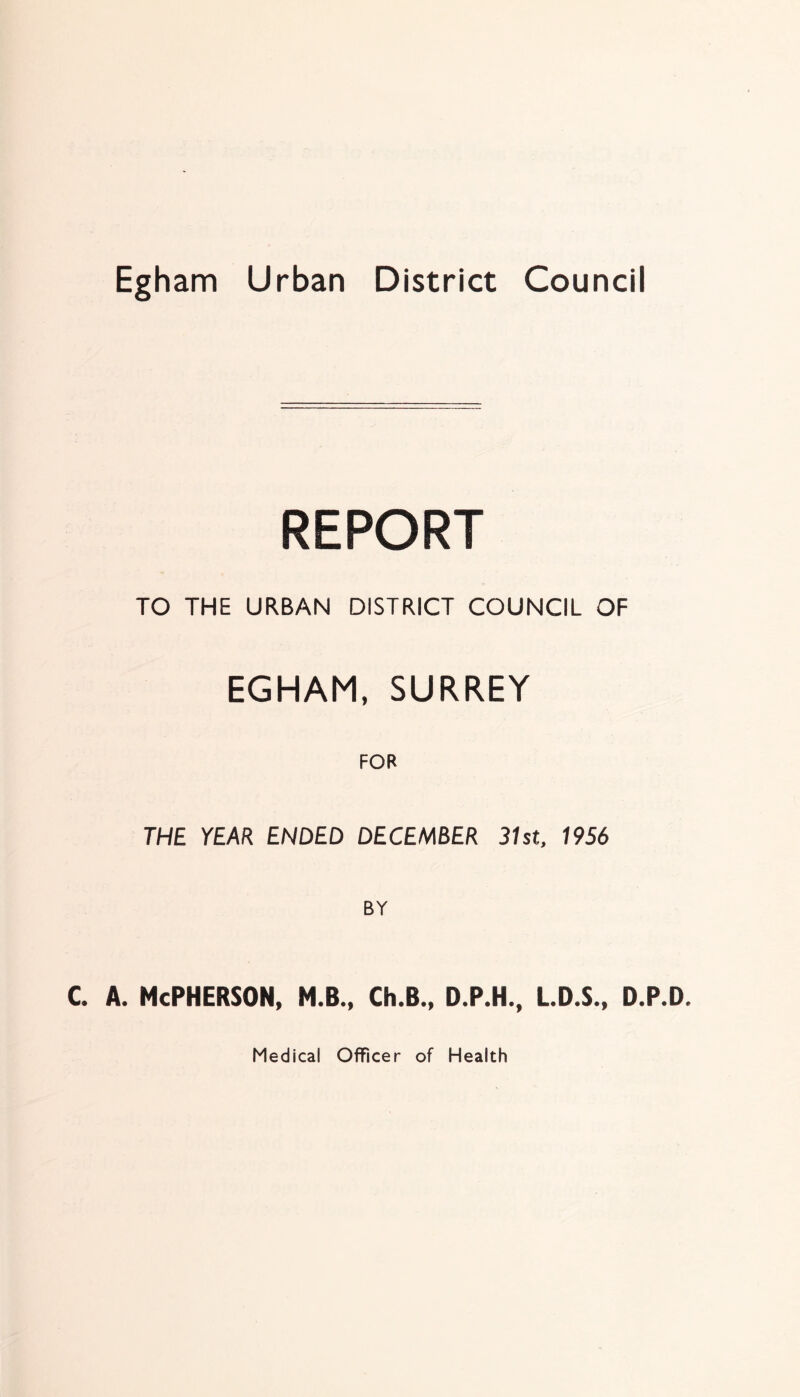 Egham Urban District Council
REPORT
TO THE URBAN DISTRICT COUNCIL OF
EGHAM, SURREY
FOR
THE YEAR ENDED DECEMBER 31st, 1956
BY
C. A. McPHERSON, M.B., Ch.B., D.P.H., L.D.S., D.P.D.
Medical Officer of Health